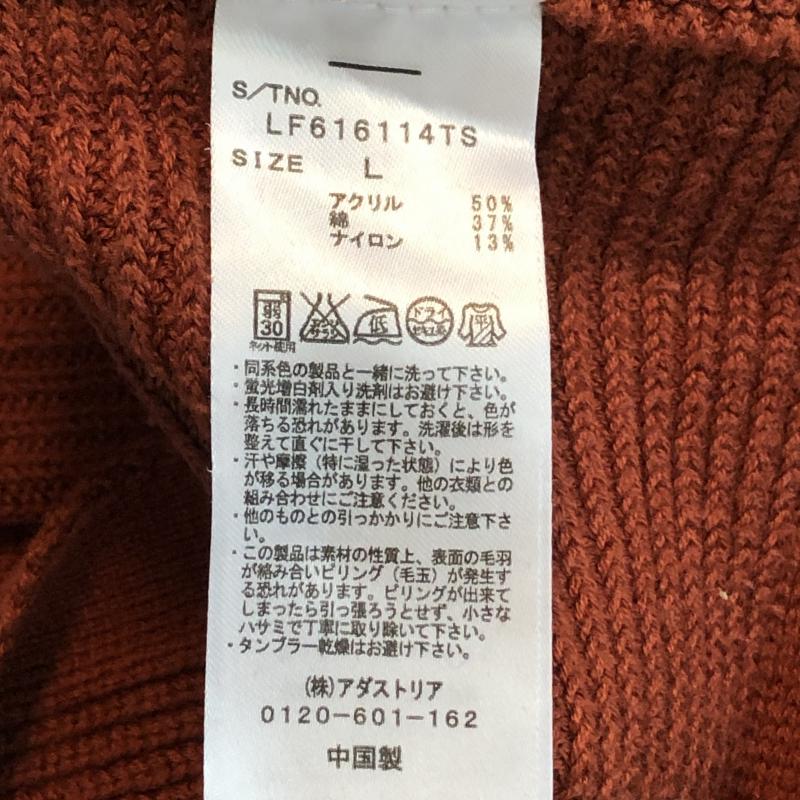 S/TNO.
LF616114TS
SIZE L
アクリル 50%
綿 37%
ナイロン 13%
弱
30
ネット使用
低
ドライ
セキユ系
平
・同系色の製品と一緒に洗って下さい。
・蛍光増白剤入り洗剤はお避け下さい。
・長時間濡れたままにしておくと、色が
落ちる恐れがあります。洗濯後は形を
整えて直ぐに干して下さい。
・汗や摩擦（特に湿った状態）により色
が移る場合があります。他の衣類との
組み合わせにご注意ください。
・他のものとの引っかかりにご注意下さ
い。
・この製品は素材の性質上、表面の毛羽
が絡み合いピリング（毛玉）が発生す
る恐れがあります。ピリングが出来て
しまったら引っ張ろうとせず、小さな
ハサミで丁寧に取り除いて下さい。
・タンブラー乾燥はお避け下さい。
(株)アダストリア
0120-601-162
中国製